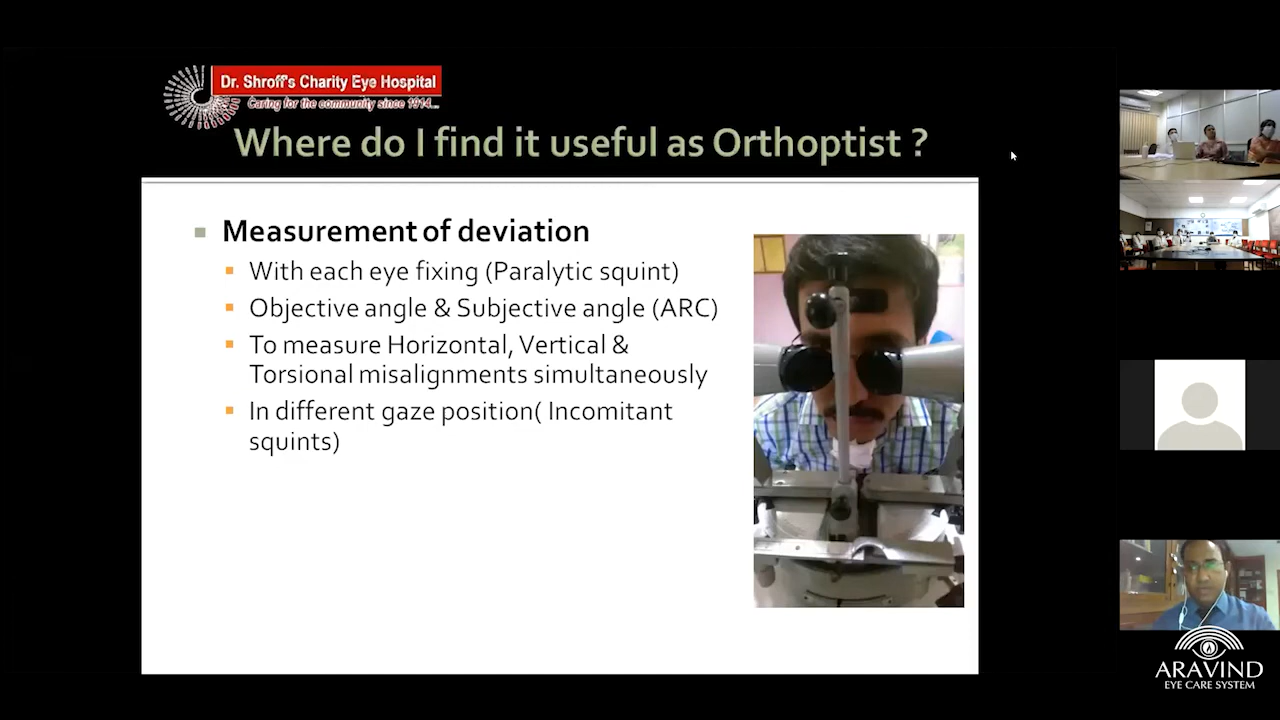 Dr. Shroff's Charity Eye Hospital
Caring for the community since 1914...
Where do I find it useful as Orthoptist ?
Measurement of deviation
With each eye fixing (Paralytic squint)
Objective angle & Subjective angle (ARC)
To measure Horizontal, Vertical &
Torsional misalignments simultaneously
In different gaze position( Incomitant
squints)
ARAVIND
EYE CARE SYSTEM